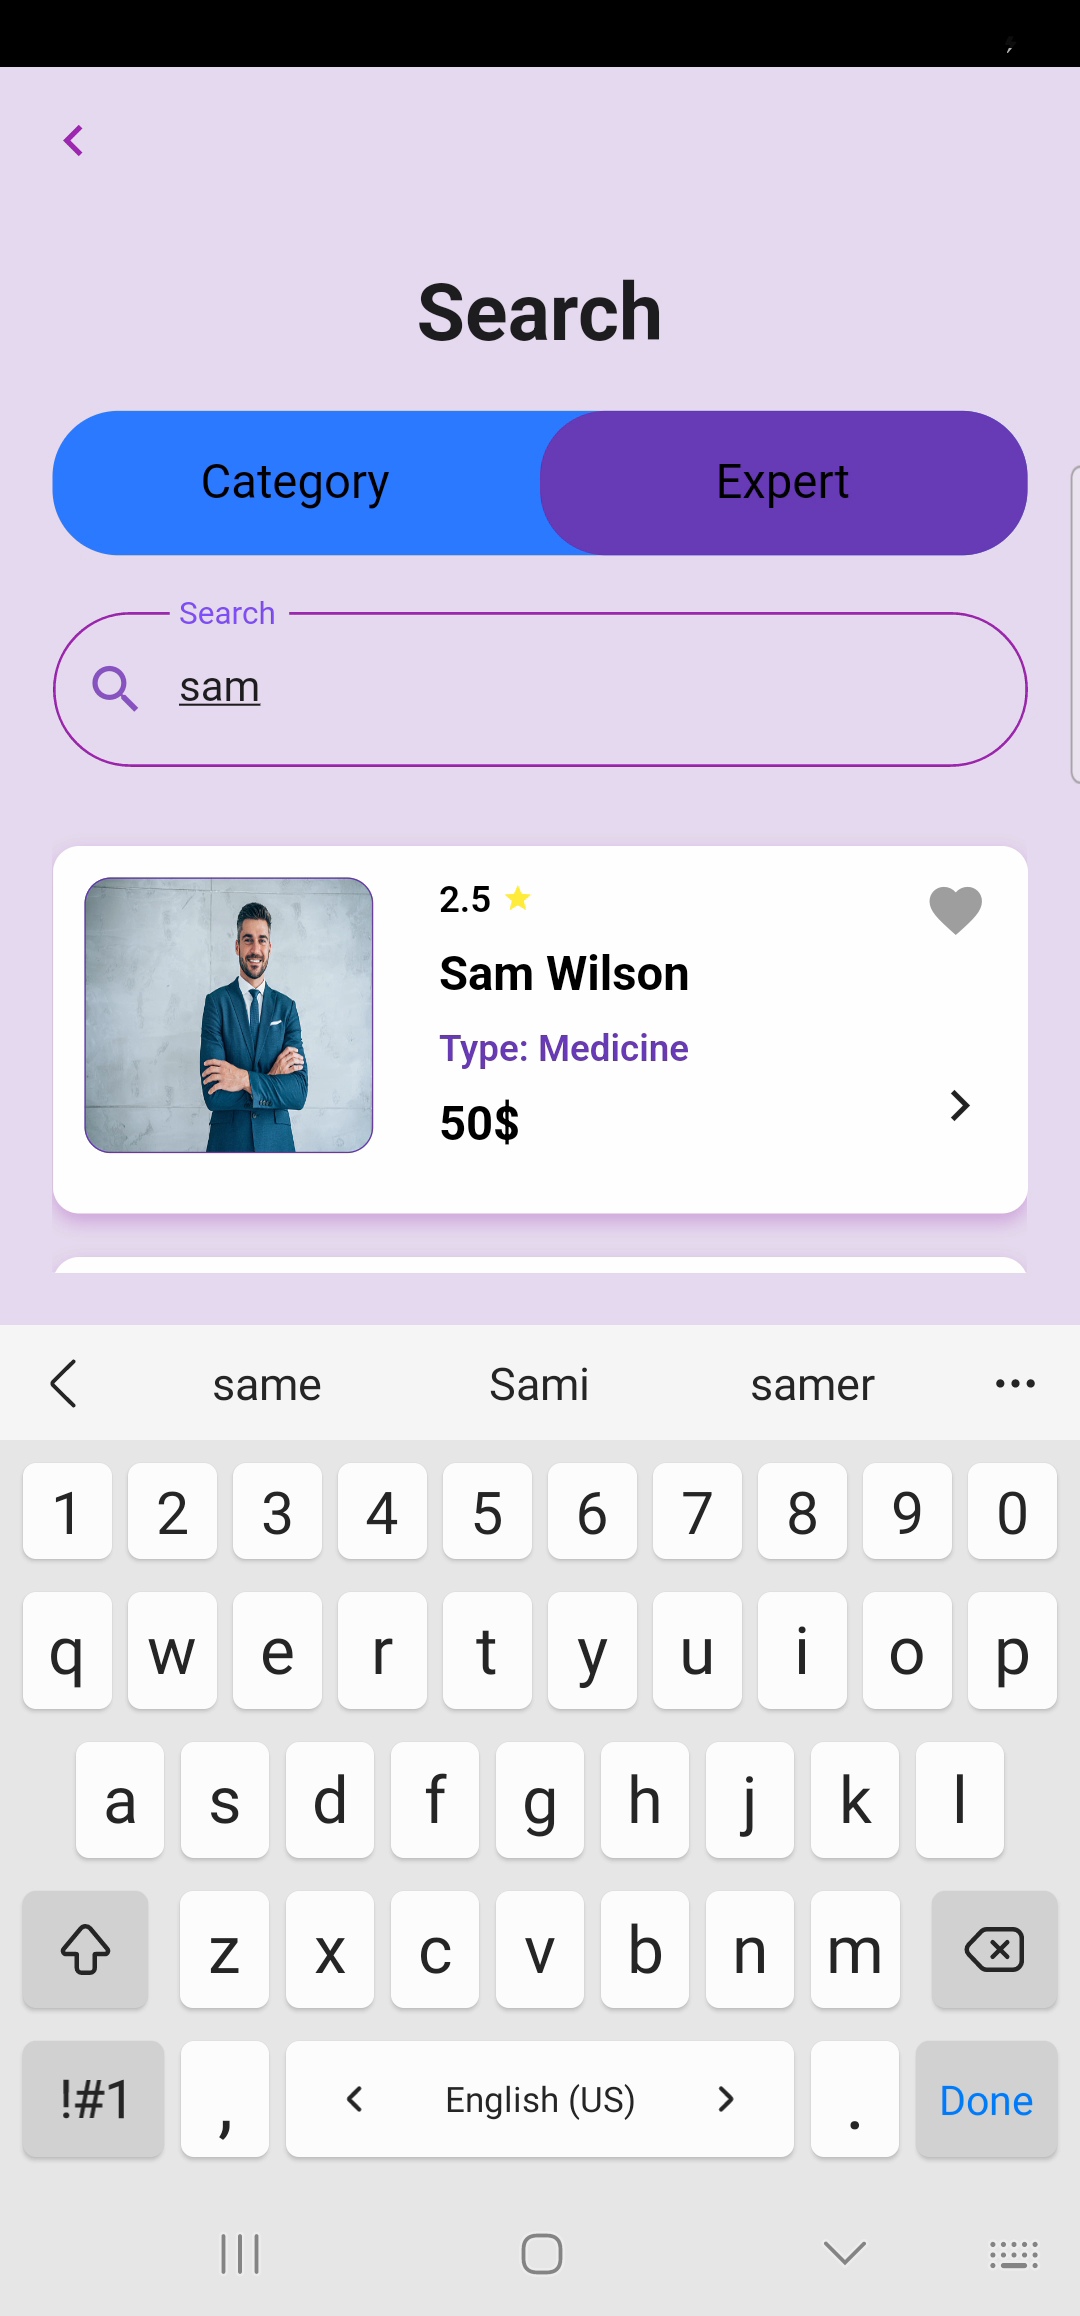 Search
Category Expert
Search
sam
2.5
Sam Wilson
Type: Medicine
50$
same Sami samer
1 2 3 4 5 6 7 8 9 0
q w e r t y u i o p
a s d f g h j k l
z x c v b n m
!#1 , English (US) . Done